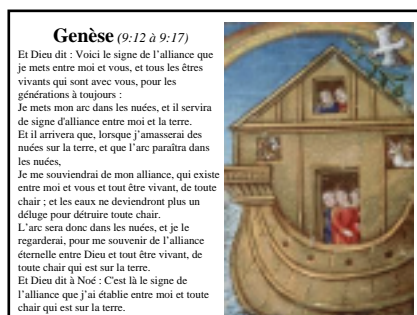 Genèse (9:12 à 9:17)
Et Dieu dit : Voici le signe de l'alliance que
je mets entre moi et vous, et tous les êtres
vivants qui sont avec vous, pour les
générations à toujours :
Je mets mon arc dans les nuées, et il servira
de signe d'alliance entre moi et la terre.
Et il arrivera que, lorsque j'amasserai des
nuées sur la terre, et que l'arc paraîtra dans
les nuées,
Je me souviendrai de mon alliance, qui existe
entre moi et vous et tout être vivant, de toute
chair ; et les eaux ne deviendront plus un
déluge pour détruire toute chair.
L'arc sera donc dans les nuées, et je le
regarderai, pour me souvenir de l'alliance
éternelle entre Dieu et tout être vivant, de
toute chair qui est sur la terre.
Et Dieu dit à Noé : C'est là le signe de
l'alliance que j'ai établie entre moi et toute
chair qui est sur la terre.